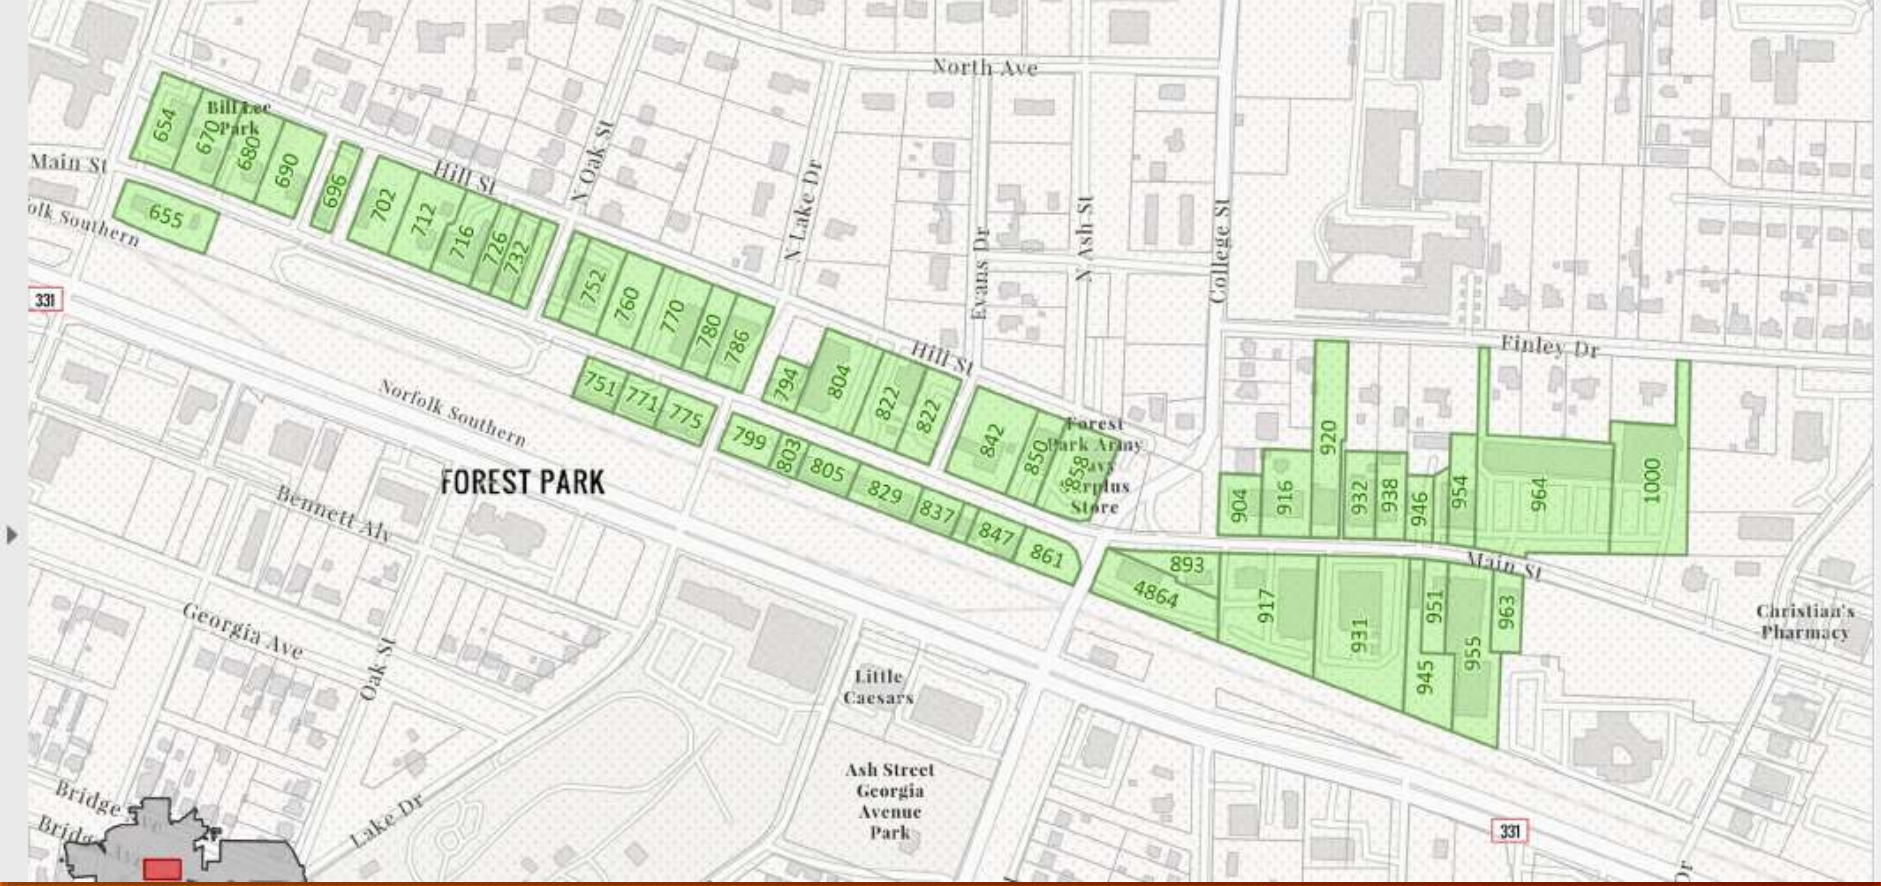 North Ave
Bill Lee
Park
654
670
680
690
696
Main St
655
olk Southern
Hill St
N Oak St
N Lake Dr
702
712
716
726
732
331
752
760
770
780
786
Evans Dr
N Ash St
College St
Finley Dr
Hill St
794
804
822
822
842
850
858
Forest
Park Army
Store
751
771
775
799
803
805
829
837
847
861
Norfolk Southern
FOREST PARK
Bennett Aly
904
916
920
932
938
946
954
964
1000
Main St
893
4864
917
931
951
945
955
963
Christian's
Pharmacy
Georgia Ave
Oak St
Little
Caesars
Ash Street
Georgia
Avenue
Park
Lake Dr
331
Bridge Ave
Bridge Ave
Dr